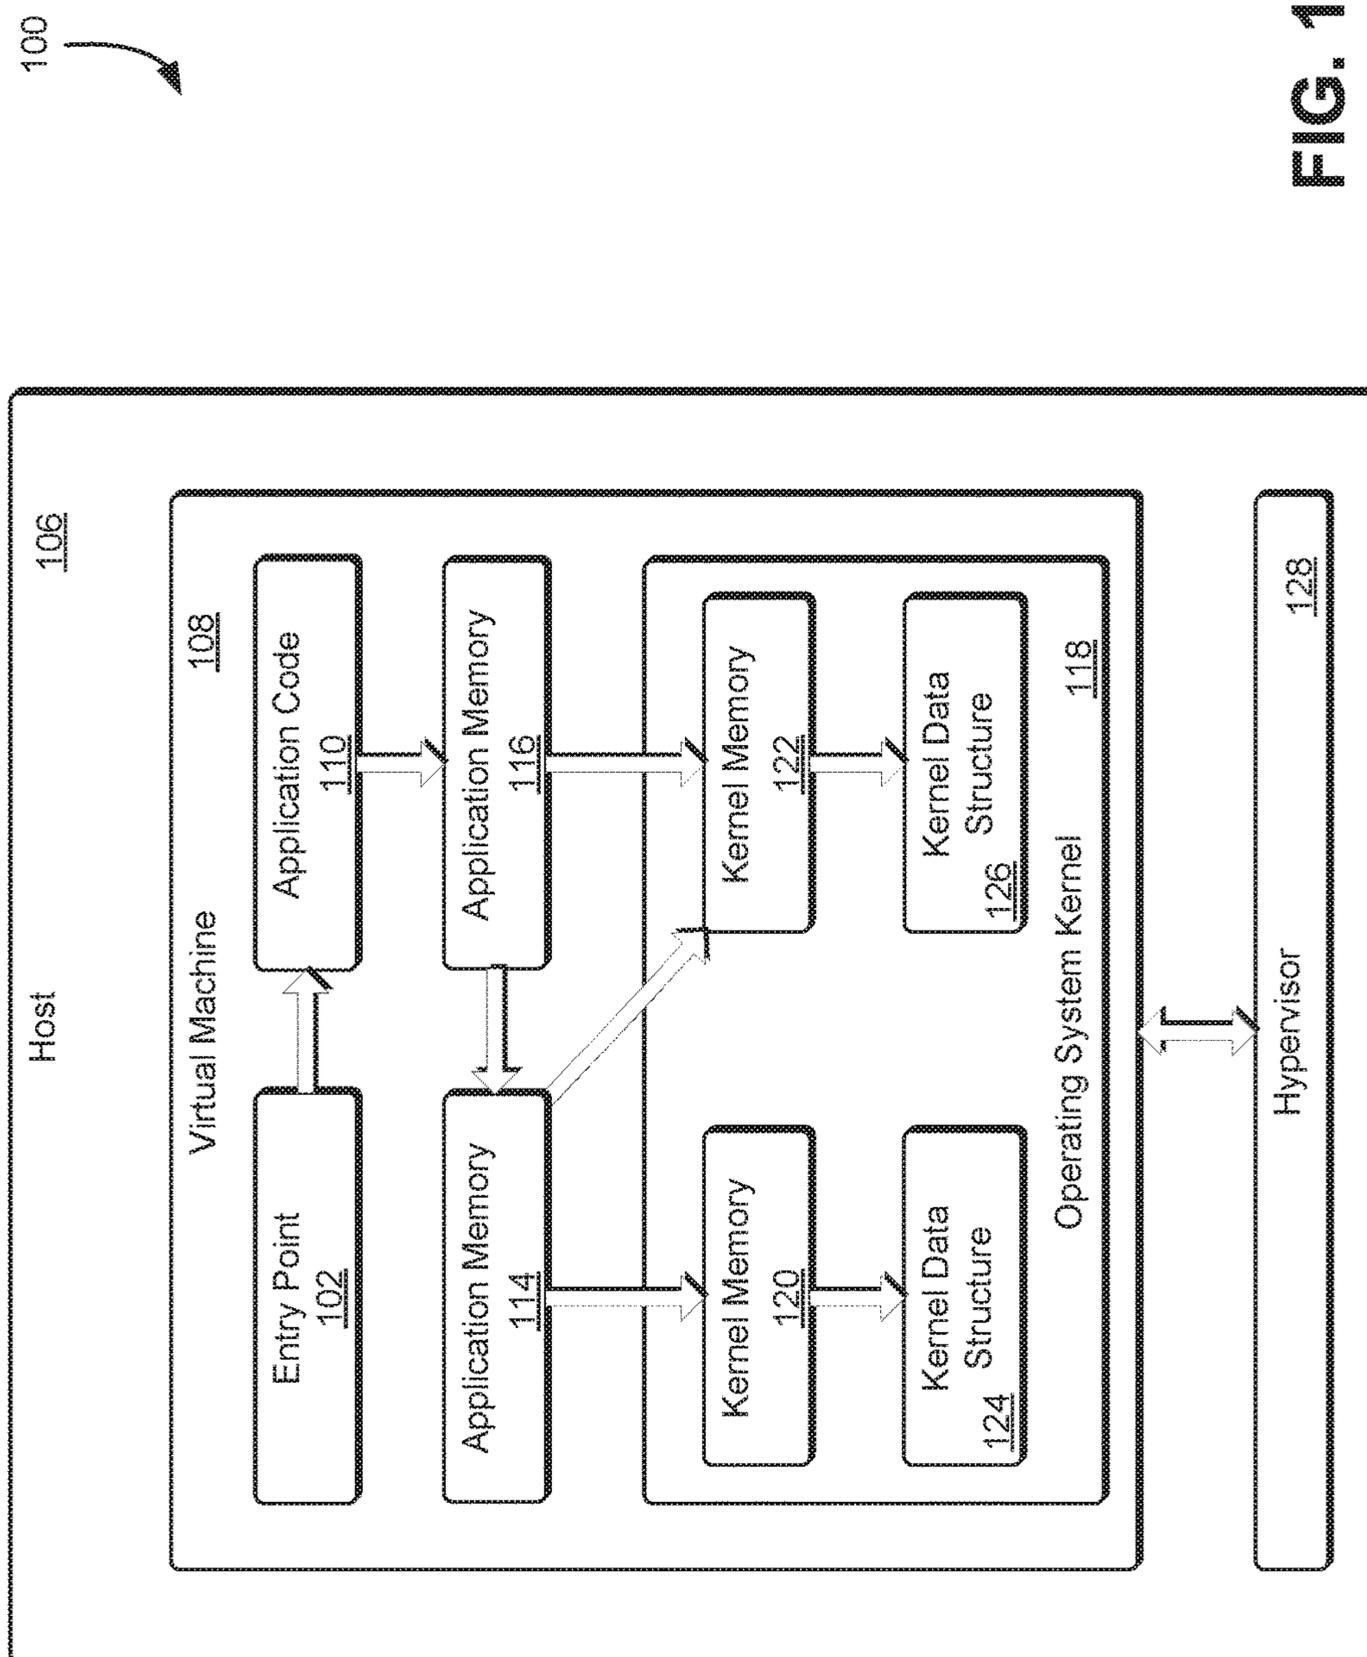 100
Host
106
Virtual Machine
108
Entry Point
102
Application Code
110
Application Memory
114
Application Memory
116
Kernel Memory
120
Kernel Memory
122
Kernel Data
Structure
124
Kernel Data
Structure
126
Operating System Kernel
118
Hypervisor
128
FIG. 1